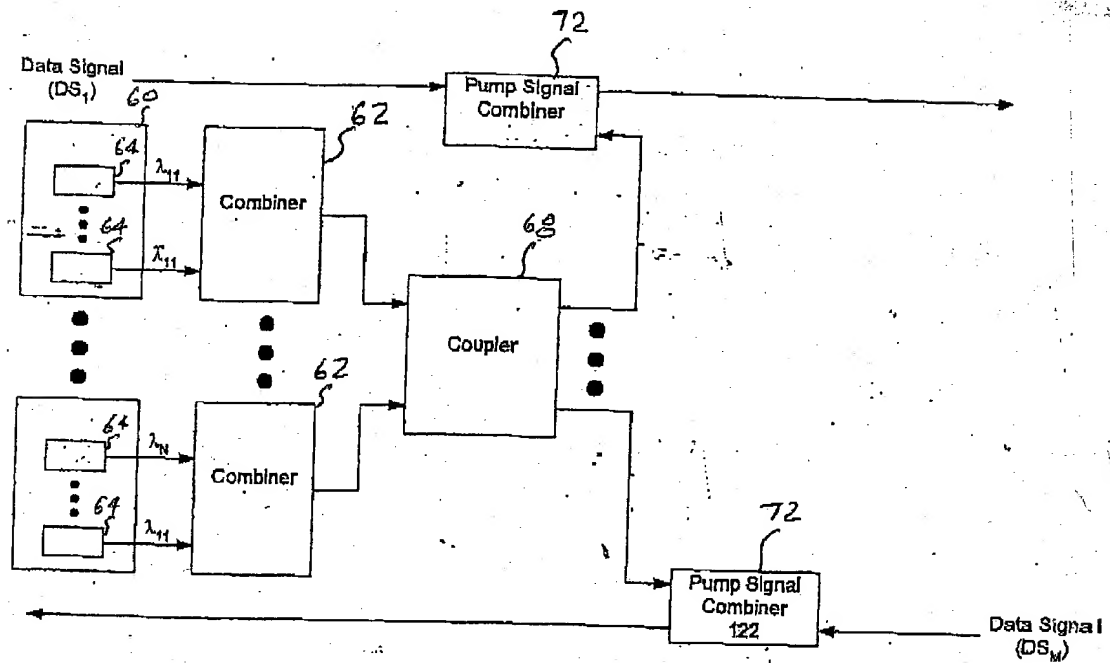 72
Data Signal
(DS1)
60
Pump Signal
Combiner
62
64
λ11
Combiner
64
λ11
68
Coupler
62
64
λN
Combiner
64
λ11
72
Pump Signal
Combiner
122
Data Signal
(DSM)